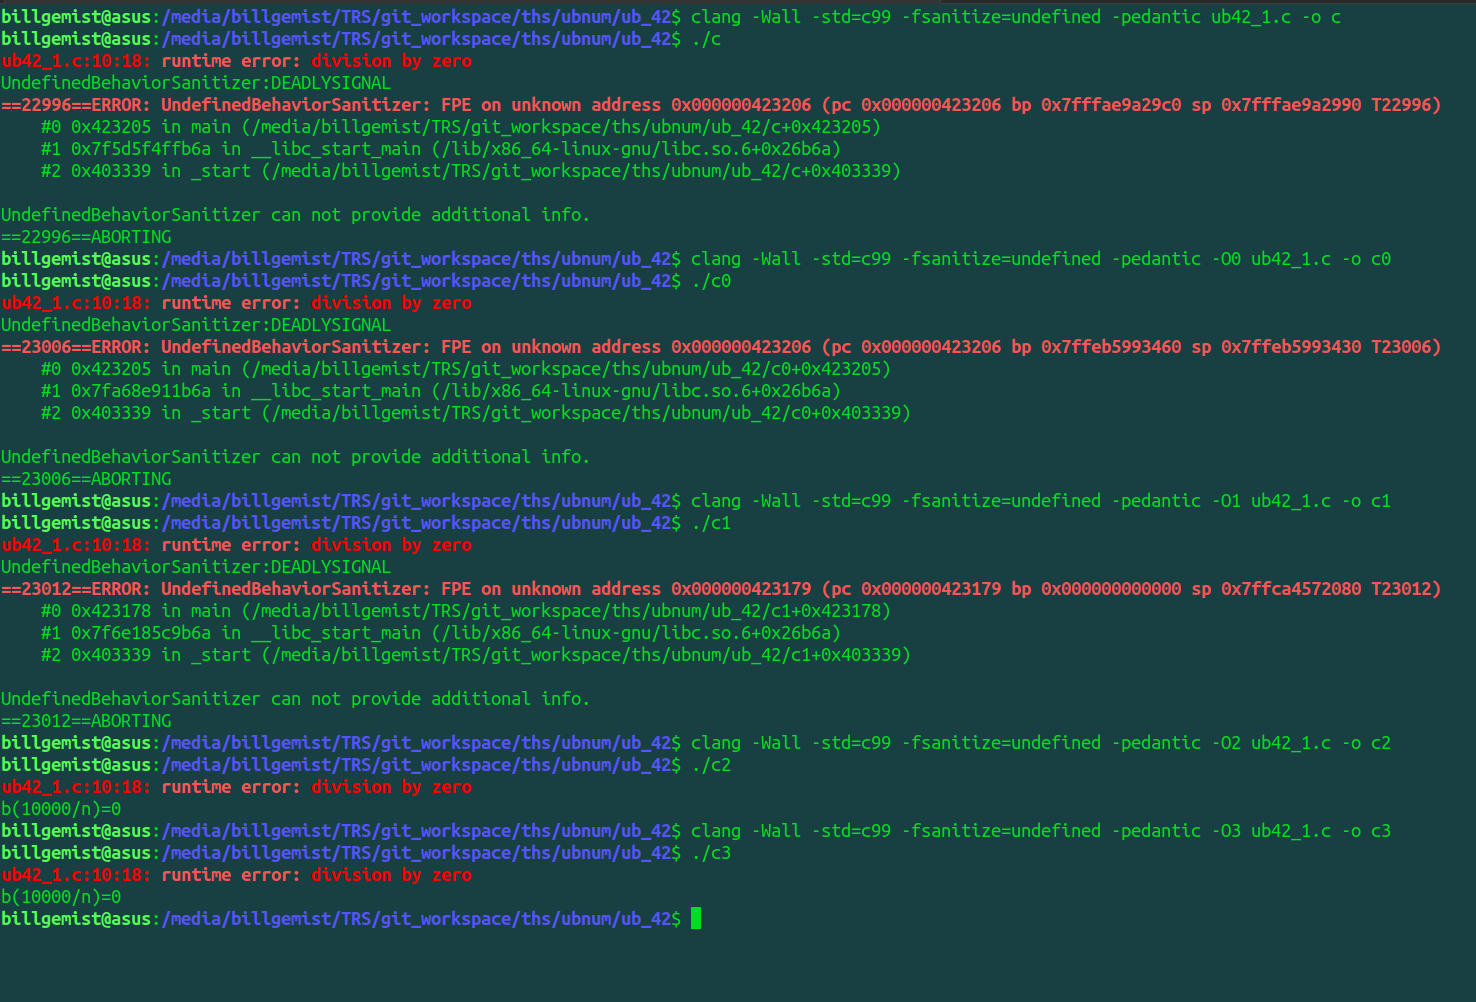 billgemist@asus:/media/billgemist/TRS/git_workspace/ths/ubnum/ub_42$ clang -Wall -std=c99 -fsanitize=undefined -pedantic ub42_1.c -o c
billgemist@asus:/media/billgemist/TRS/git_workspace/ths/ubnum/ub_42$ ./c
ub42_1.c:10:18: runtime error: division by zero
UndefinedBehaviorSanitizer:DEADLYSIGNAL
==22996==ERROR: UndefinedBehaviorSanitizer: FPE on unknown address 0x000000423206 (pc 0x000000423206 bp 0x7fffae9a29c0 sp 0x7fffae9a2990 T22996)
    #0 0x423205 in main (/media/billgemist/TRS/git_workspace/ths/ubnum/ub_42/c+0x423205)
    #1 0x7f5d5f4ffb6a in __libc_start_main (/lib/x86_64-linux-gnu/libc.so.6+0x26b6a)
    #2 0x403339 in _start (/media/billgemist/TRS/git_workspace/ths/ubnum/ub_42/c+0x403339)

UndefinedBehaviorSanitizer can not provide additional info.
==22996==ABORTING
billgemist@asus:/media/billgemist/TRS/git_workspace/ths/ubnum/ub_42$ clang -Wall -std=c99 -fsanitize=undefined -pedantic -O0 ub42_1.c -o c0
billgemist@asus:/media/billgemist/TRS/git_workspace/ths/ubnum/ub_42$ ./c0
ub42_1.c:10:18: runtime error: division by zero
UndefinedBehaviorSanitizer:DEADLYSIGNAL
==23006==ERROR: UndefinedBehaviorSanitizer: FPE on unknown address 0x000000423206 (pc 0x000000423206 bp 0x7ffeb5993460 sp 0x7ffeb5993430 T23006)
    #0 0x423205 in main (/media/billgemist/TRS/git_workspace/ths/ubnum/ub_42/c0+0x423205)
    #1 0x7fa68e911b6a in __libc_start_main (/lib/x86_64-linux-gnu/libc.so.6+0x26b6a)
    #2 0x403339 in _start (/media/billgemist/TRS/git_workspace/ths/ubnum/ub_42/c0+0x403339)

UndefinedBehaviorSanitizer can not provide additional info.
==23006==ABORTING
billgemist@asus:/media/billgemist/TRS/git_workspace/ths/ubnum/ub_42$ clang -Wall -std=c99 -fsanitize=undefined -pedantic -O1 ub42_1.c -o c1
billgemist@asus:/media/billgemist/TRS/git_workspace/ths/ubnum/ub_42$ ./c1
ub42_1.c:10:18: runtime error: division by zero
UndefinedBehaviorSanitizer:DEADLYSIGNAL
==23012==ERROR: UndefinedBehaviorSanitizer: FPE on unknown address 0x000000423179 (pc 0x000000423179 bp 0x000000000000 sp 0x7ffca4572080 T23012)
    #0 0x423178 in main (/media/billgemist/TRS/git_workspace/ths/ubnum/ub_42/c1+0x423178)
    #1 0x7f6e185c9b6a in __libc_start_main (/lib/x86_64-linux-gnu/libc.so.6+0x26b6a)
    #2 0x403339 in _start (/media/billgemist/TRS/git_workspace/ths/ubnum/ub_42/c1+0x403339)

UndefinedBehaviorSanitizer can not provide additional info.
==23012==ABORTING
billgemist@asus:/media/billgemist/TRS/git_workspace/ths/ubnum/ub_42$ clang -Wall -std=c99 -fsanitize=undefined -pedantic -O2 ub42_1.c -o c2
billgemist@asus:/media/billgemist/TRS/git_workspace/ths/ubnum/ub_42$ ./c2
ub42_1.c:10:18: runtime error: division by zero
b(10000/n)=0
billgemist@asus:/media/billgemist/TRS/git_workspace/ths/ubnum/ub_42$ clang -Wall -std=c99 -fsanitize=undefined -pedantic -O3 ub42_1.c -o c3
billgemist@asus:/media/billgemist/TRS/git_workspace/ths/ubnum/ub_42$ ./c3
ub42_1.c:10:18: runtime error: division by zero
b(10000/n)=0
billgemist@asus:/media/billgemist/TRS/git_workspace/ths/ubnum/ub_42$